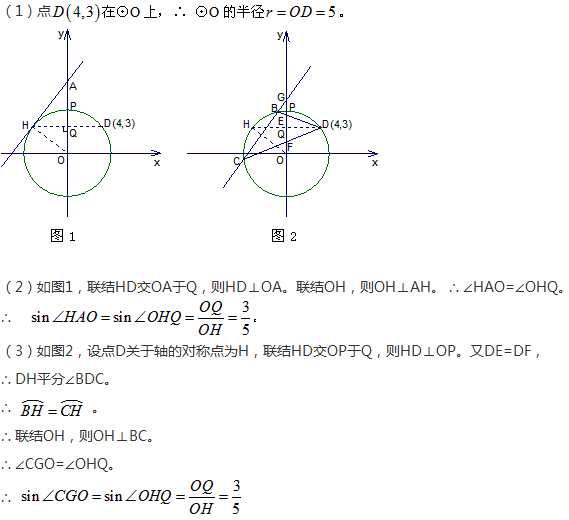 （1）点D(4,3)在⊙O上，∴ ⊙O的半径r=OD=5。
y
A
P
H
D(4,3)
Q
O
x
图1
y
G
B
P
H
E
D(4,3)
Q
F
C
O
x
图2
（2）如图1，联结HD交OA于Q，则HD⊥OA。联结OH，则OH⊥AH。 ∴∠HAO=∠OHQ。
∴ sin∠HAO=sin∠OHQ=OQ/OH=3/5。
（3）如图2，设点D关于轴的对称点为H，联结HD交OP于Q，则HD⊥OP。又DE=DF，
∴DH平分∠BDC。
∴ B͡H=C͡H 。
∴联结OH，则OH⊥BC。
∴∠CGO=∠OHQ。
∴ sin∠CGO=sin∠OHQ=OQ/OH=3/5